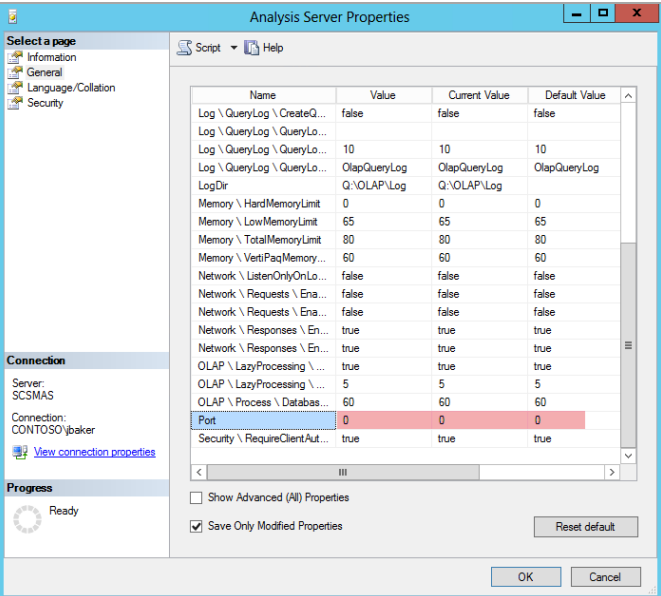 Analysis Server Properties
Select a page
Information
General
Language/Collation
Security
Script Help
Name Value Current Value Default Value
Log \ QueryLog \ CreateQ... false false false
Log \ QueryLog \ QueryLo...
Log \ QueryLog \ QueryLo... 10 10 10
Log \ QueryLog \ QueryLo... OlapQueryLog OlapQueryLog OlapQueryLog
LogDir Q:\OLAP\Log Q:\OLAP\Log
Memory \ HardMemoryLimit 0 0 0
Memory \ LowMemoryLimit 65 65 65
Memory \ TotalMemoryLimit 80 80 80
Memory \ VertiPaqMemory... 60 60 60
Network \ ListenOnlyOnLo... false false false
Network \ Requests \ Ena... false false false
Network \ Requests \ Ena... false false false
Network \ Responses \ En... true true true
Network \ Responses \ En... true true true
OLAP \ LazyProcessing \ ... true true true
OLAP \ LazyProcessing \ ... 5 5 5
OLAP \ Process \ Databas... 60 60 60
Port 0 0 0
Security \ RequireClientAut... true true true
Show Advanced (All) Properties
Save Only Modified Properties
Reset default
Connection
Server:
SCSMAS
Connection:
CONTOSO\jbaker
View connection properties
Progress
Ready
OK Cancel